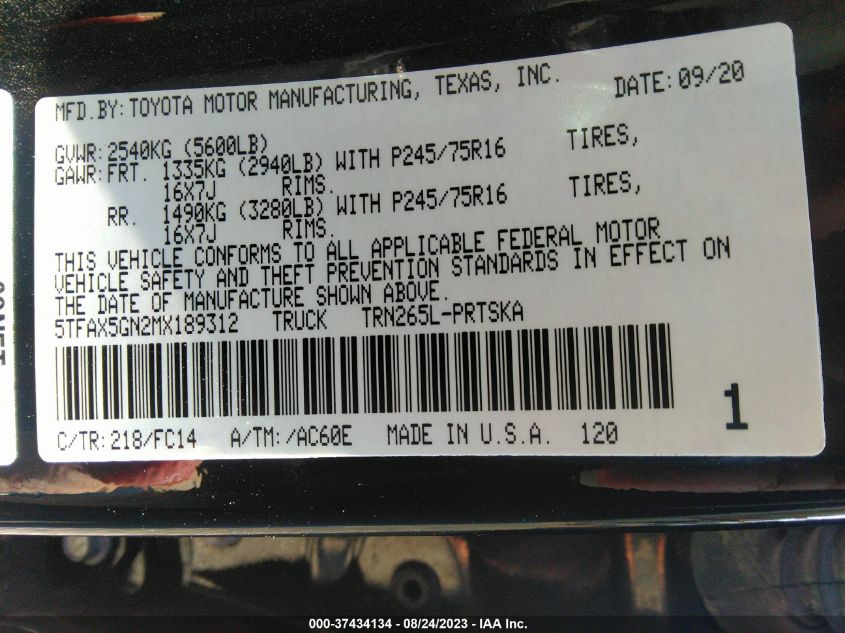 MFD.BY: TOYOTA MOTOR MANUFACTURING, TEXAS, INC. DATE: 09/20
GVWR: 2540KG (5600LB)
GAWR: FRT. 1335KG (2940LB) WITH P245/75R16 TIRES,
16X7J RIMS.
RR. 1490KG (3280LB) WITH P245/75R16 TIRES,
16X7J RIMS.
THIS VEHICLE CONFORMS TO ALL APPLICABLE FEDERAL MOTOR
VEHICLE SAFETY AND THEFT PREVENTION STANDARDS IN EFFECT ON
THE DATE OF MANUFACTURE SHOWN ABOVE.
5TFAX5GN2MX189312 TRUCK TRN265L-PRTSKA
1
C/TR: 218/FC14 A/TM: /AC60E MADE IN U.S.A. 120
000-37434134 - 08/24/2023 - IAA Inc.